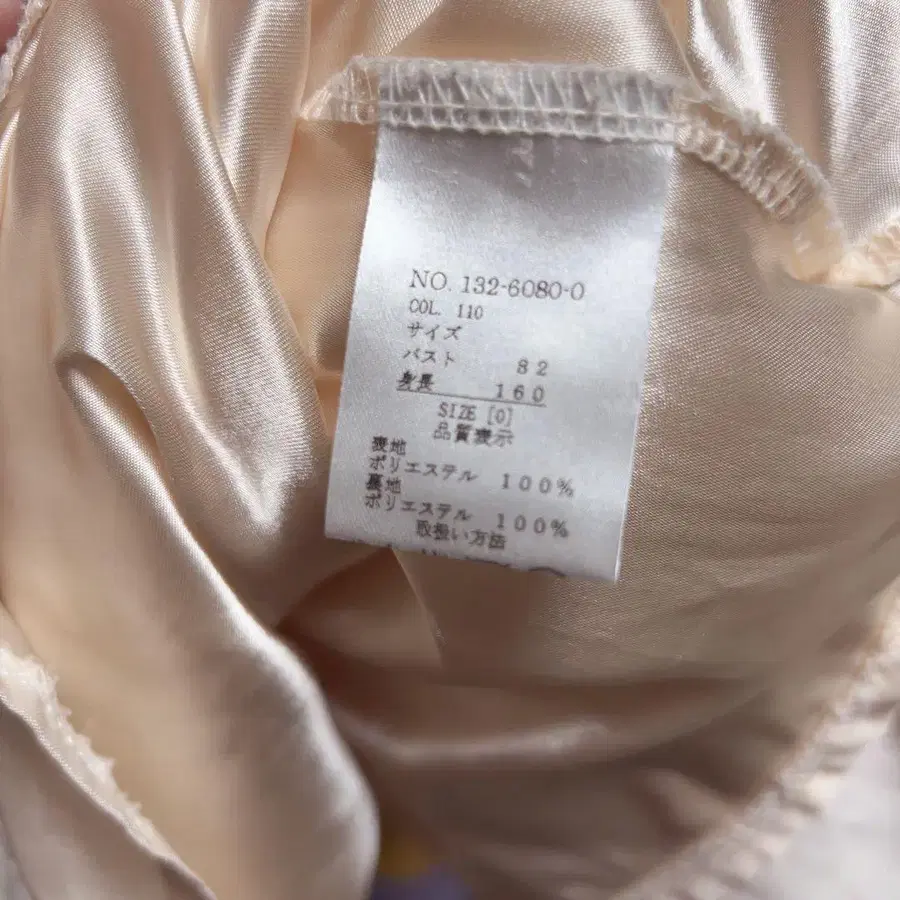 NO. 132-6080-0
COL. 110
サイズ
バスト 82
身長 160
SIZE [0]
品質表示
表地
ポリエステル 100%
裏地
ポリエステル 100%
取扱い方法